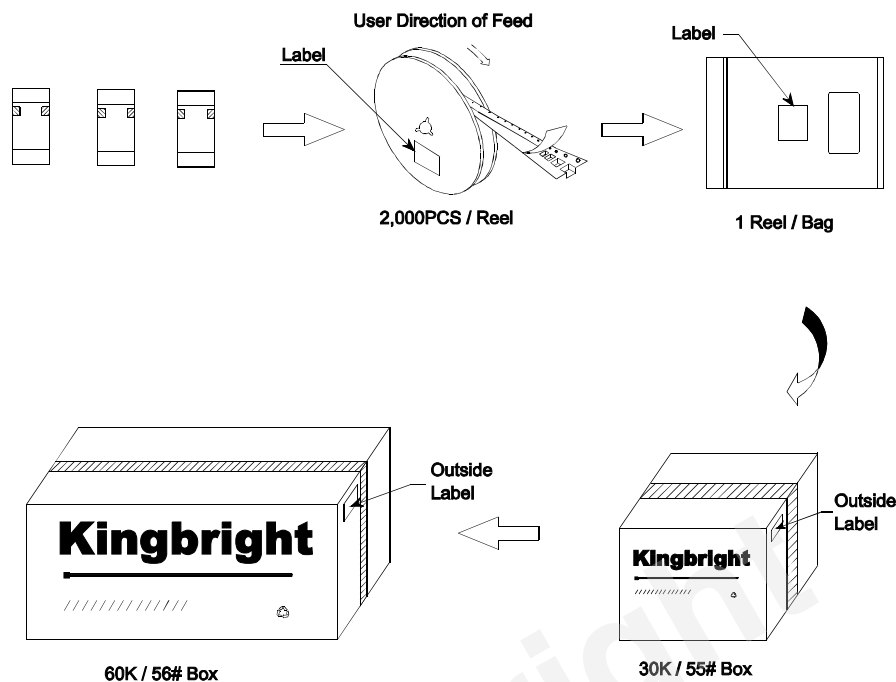 User Direction of Feed
Label
Label
2,000PCS / Reel
1 Reel / Bag
Outside
Label
Kingbright
60K / 56# Box
Outside
Label
Kingbright
30K / 55# Box
right